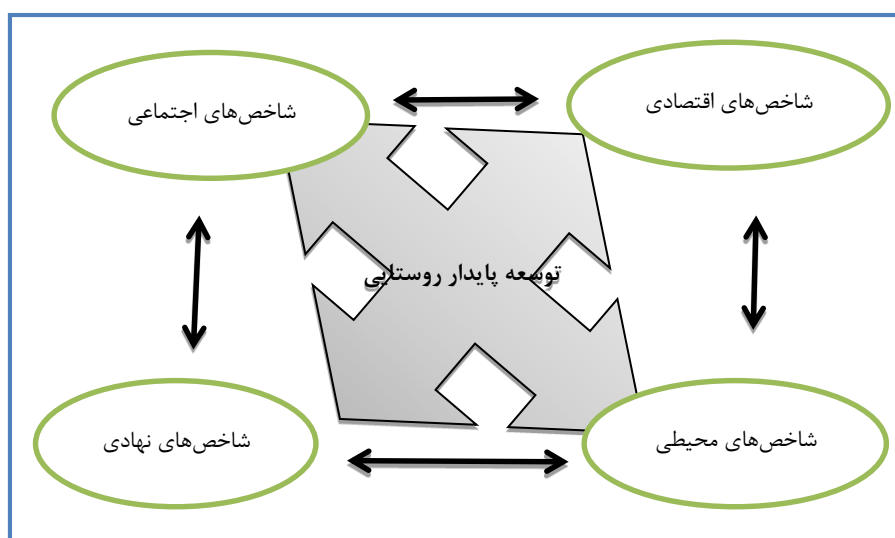 شاخص‌های اقتصادی
شاخص‌های اجتماعی
توسعه پایدار روستایی
شاخص‌های محیطی
شاخص‌های نهادی